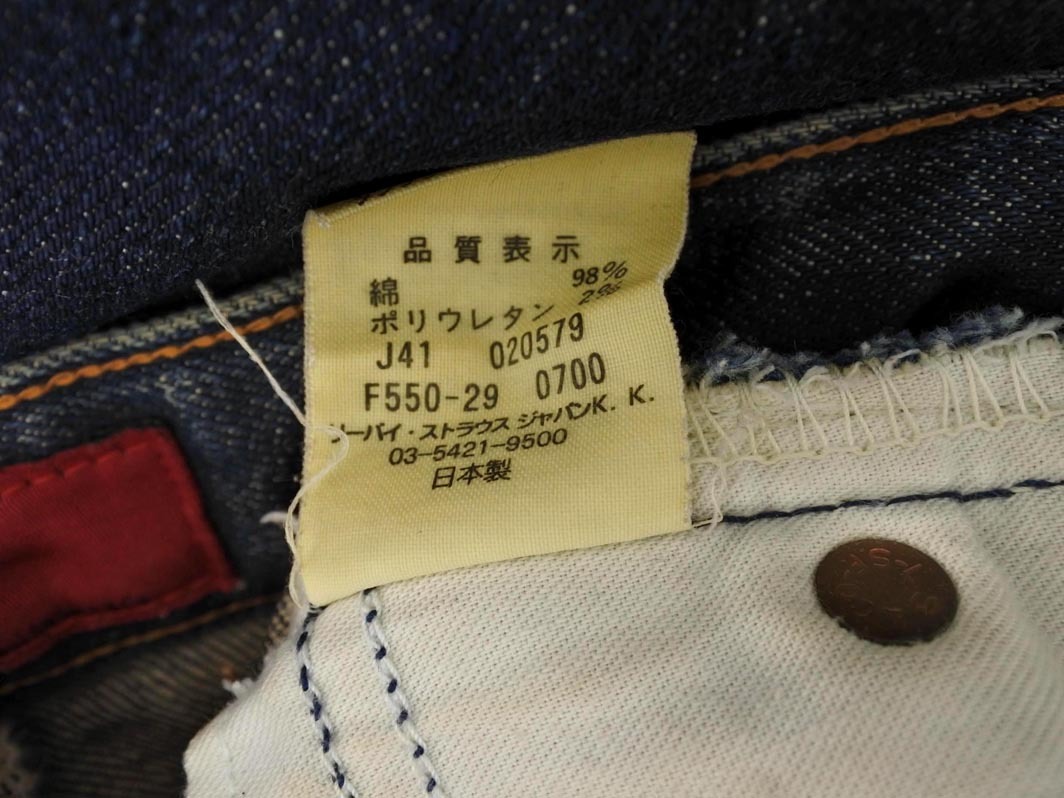 品質表示
綿 98%
ポリウレタン 2%
J41 020579
F550-29 0700
リーバイ・ストラウス ジャパンK. K.
03-5421-9500
日本製